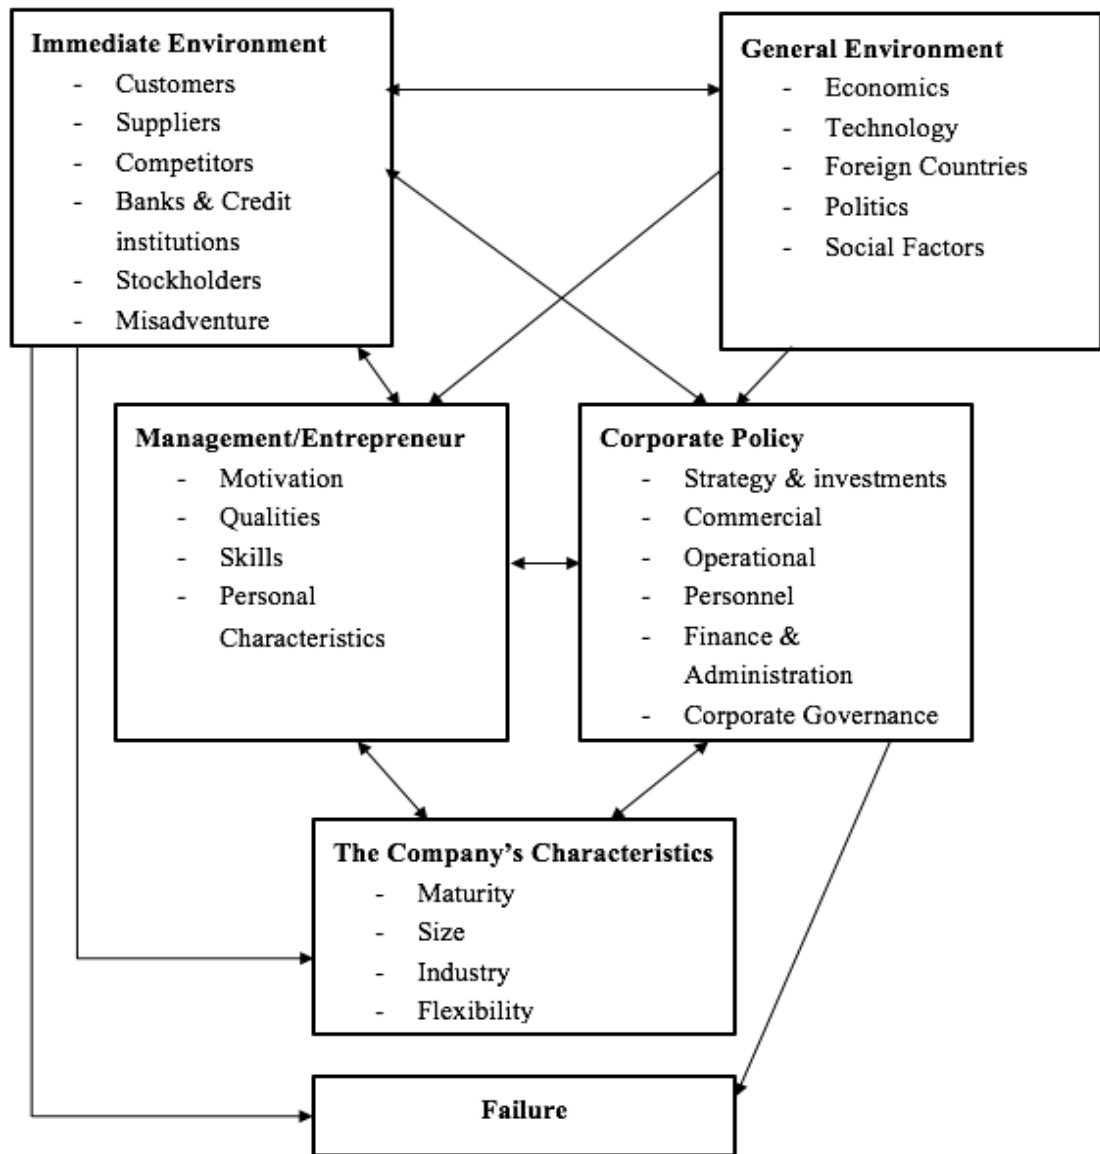 Immediate Environment
- Customers
- Suppliers
- Competitors
- Banks & Credit
institutions
- Stockholders
- Misadventure
General Environment
- Economics
- Technology
- Foreign Countries
- Politics
- Social Factors
Management/Entrepreneur
- Motivation
- Qualities
- Skills
- Personal
Characteristics
Corporate Policy
- Strategy & investments
- Commercial
- Operational
- Personnel
- Finance &
Administration
- Corporate Governance
The Company’s Characteristics
- Maturity
- Size
- Industry
- Flexibility
Failure